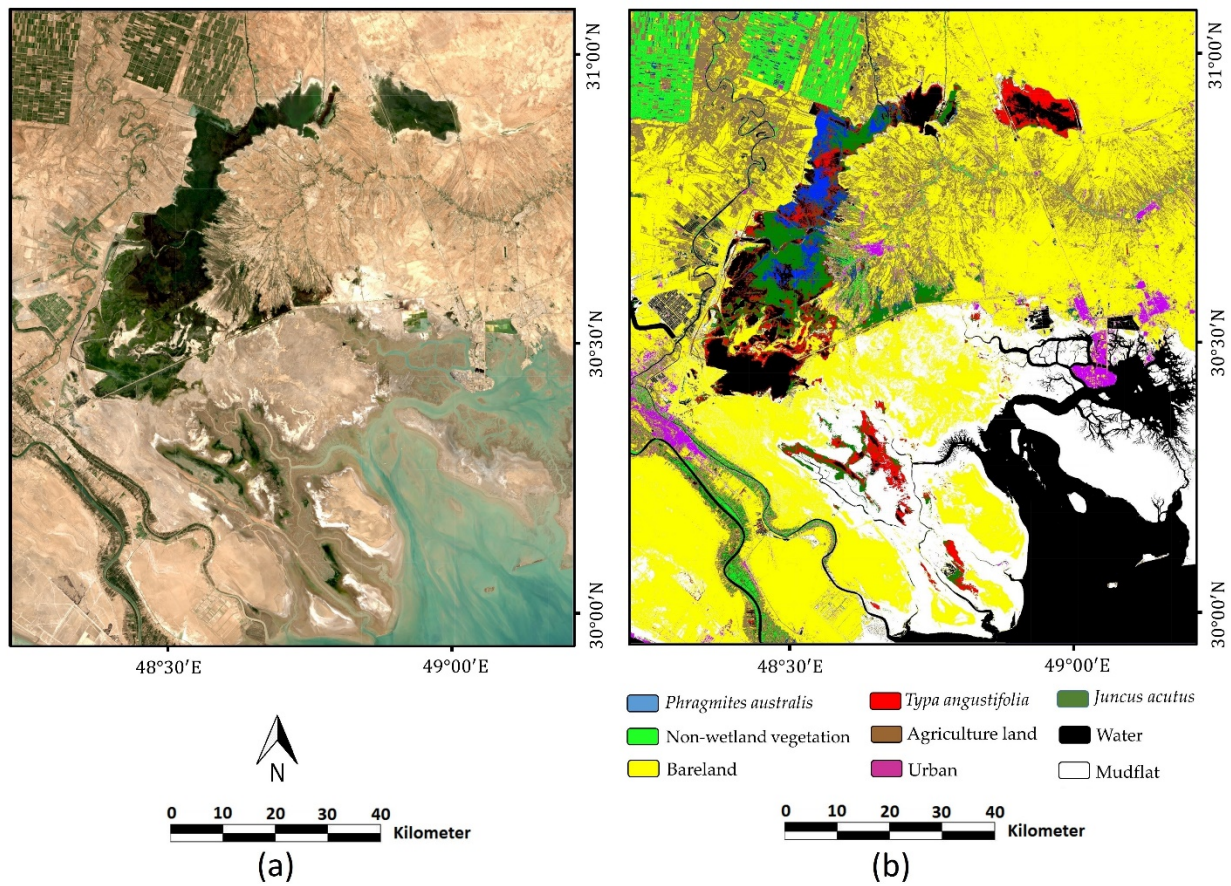 31°00′N
30°30′N
30°00′N
48°30′E
49°00′E
N
0 10 20 30 40
Kilometer
(a)
31°00′N
30°30′N
30°00′N
48°30′E
49°00′E
Phragmites australis
Typa angustifolia
Juncus acutus
Non-wetland vegetation
Agriculture land
Water
Bareland
Urban
Mudflat
0 10 20 30 40
Kilometer
(b)